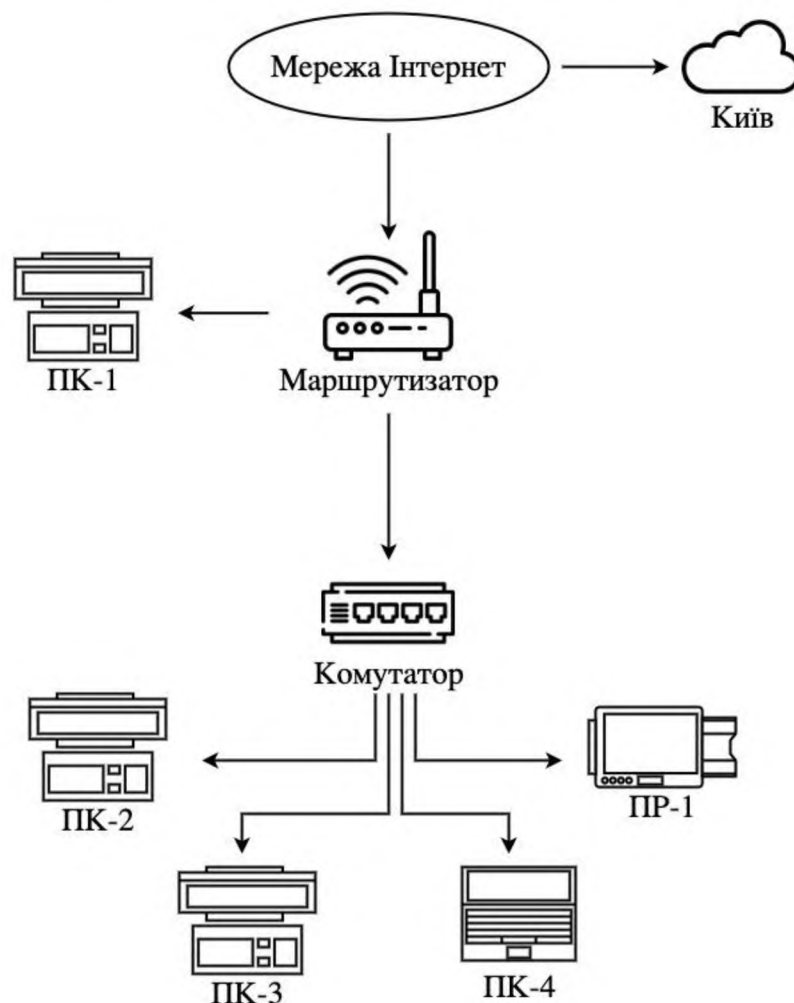 Мережа Інтернет
Київ
ПК-1
Маршрутизатор
Комутатор
ПК-2
ПР-1
ПК-3
ПК-4